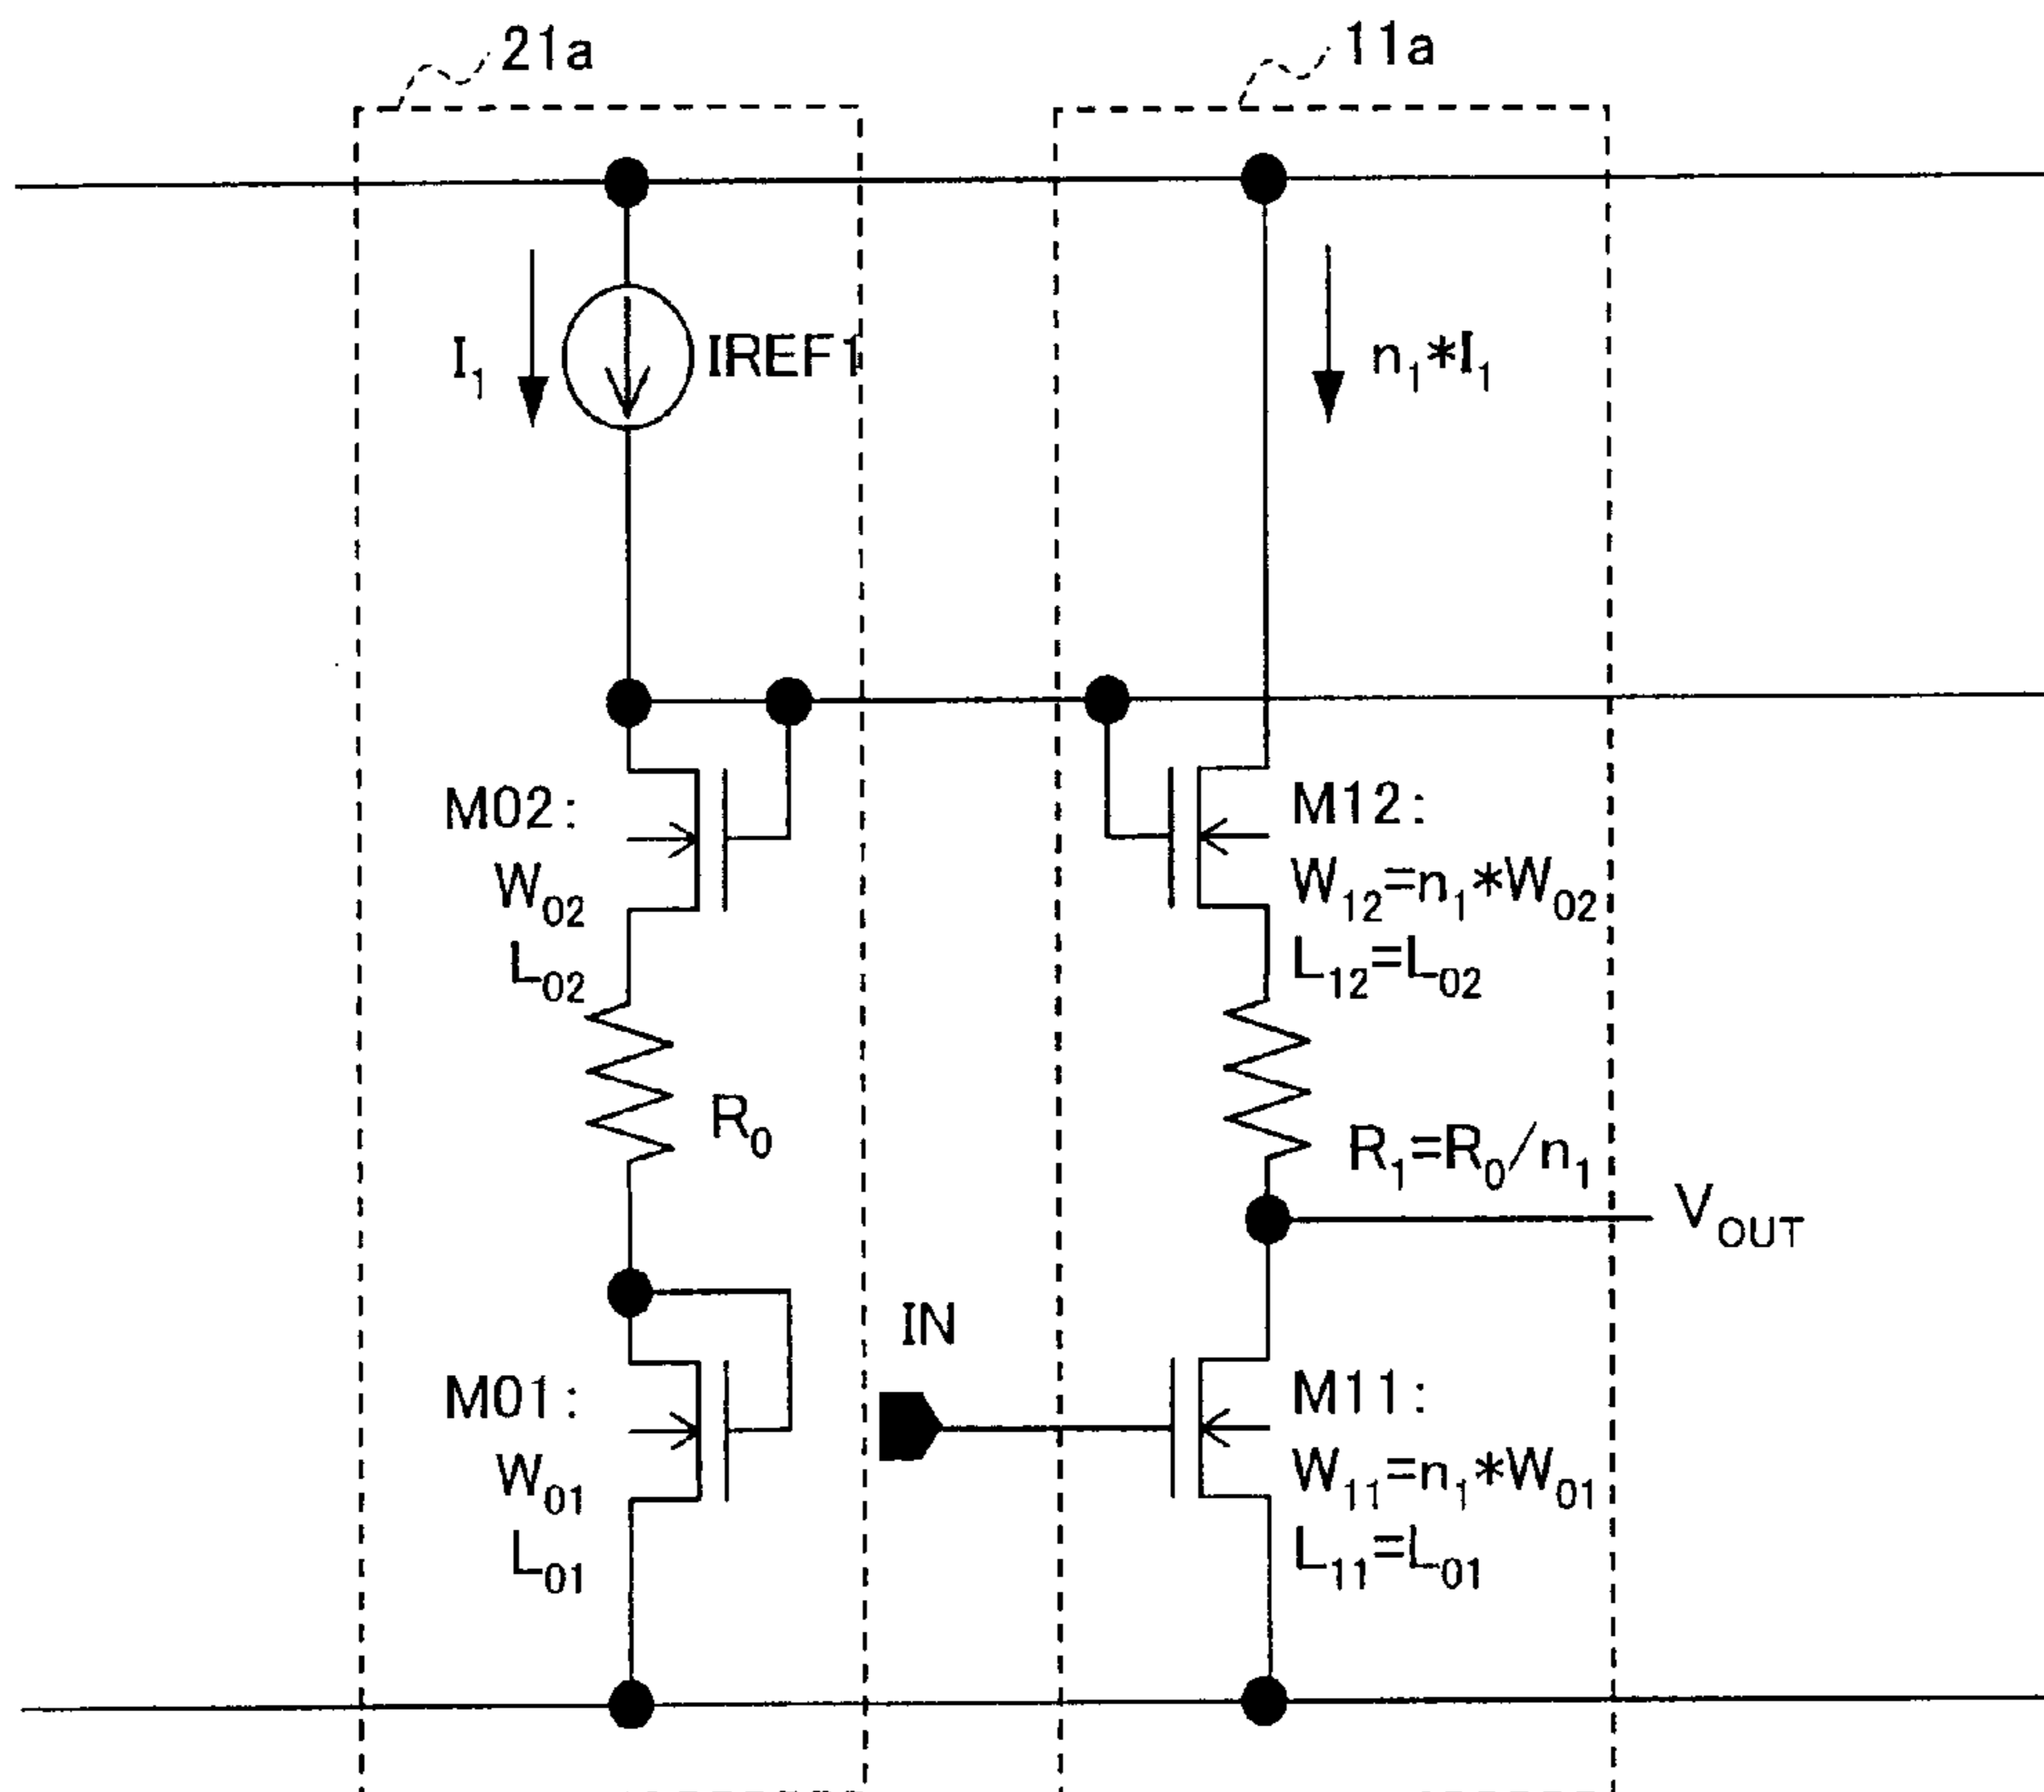 21a
11a
I₁
IREF1
n₁*I₁
M02:
W₀₂
L₀₂
M12:
W₁₂=n₁*W₀₂
L₁₂=L₀₂
R₀
R₁=R₀/n₁
V_OUT
IN
M01:
W₀₁
L₀₁
M11:
W₁₁=n₁*W₀₁
L₁₁=L₀₁